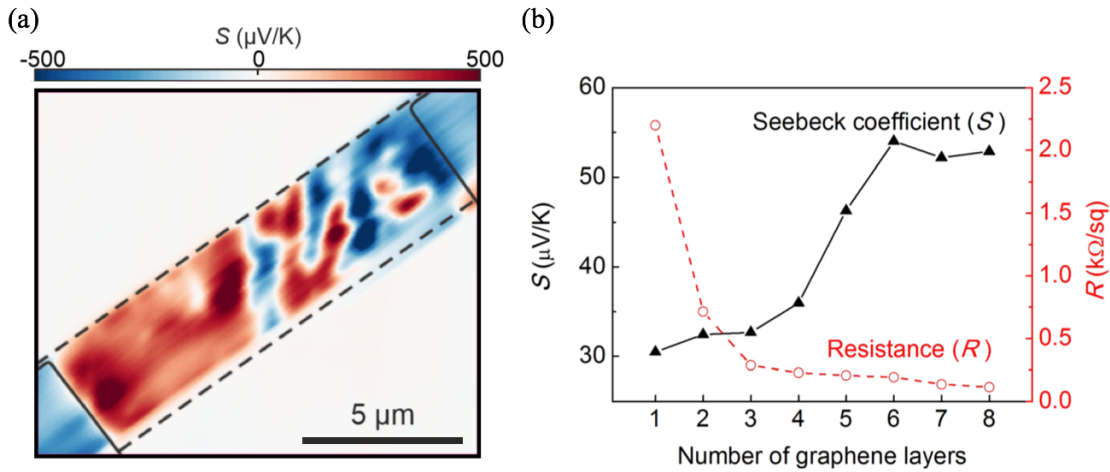 (a)
S (μV/K)
-500 0 500
5 μm
(b)
60
50
40
30
S (μV/K)
Seebeck coefficient (S)
Resistance (R)
2.5
2.0
1.5
1.0
0.5
0.0
R (kΩ/sq)
1 2 3 4 5 6 7 8
Number of graphene layers